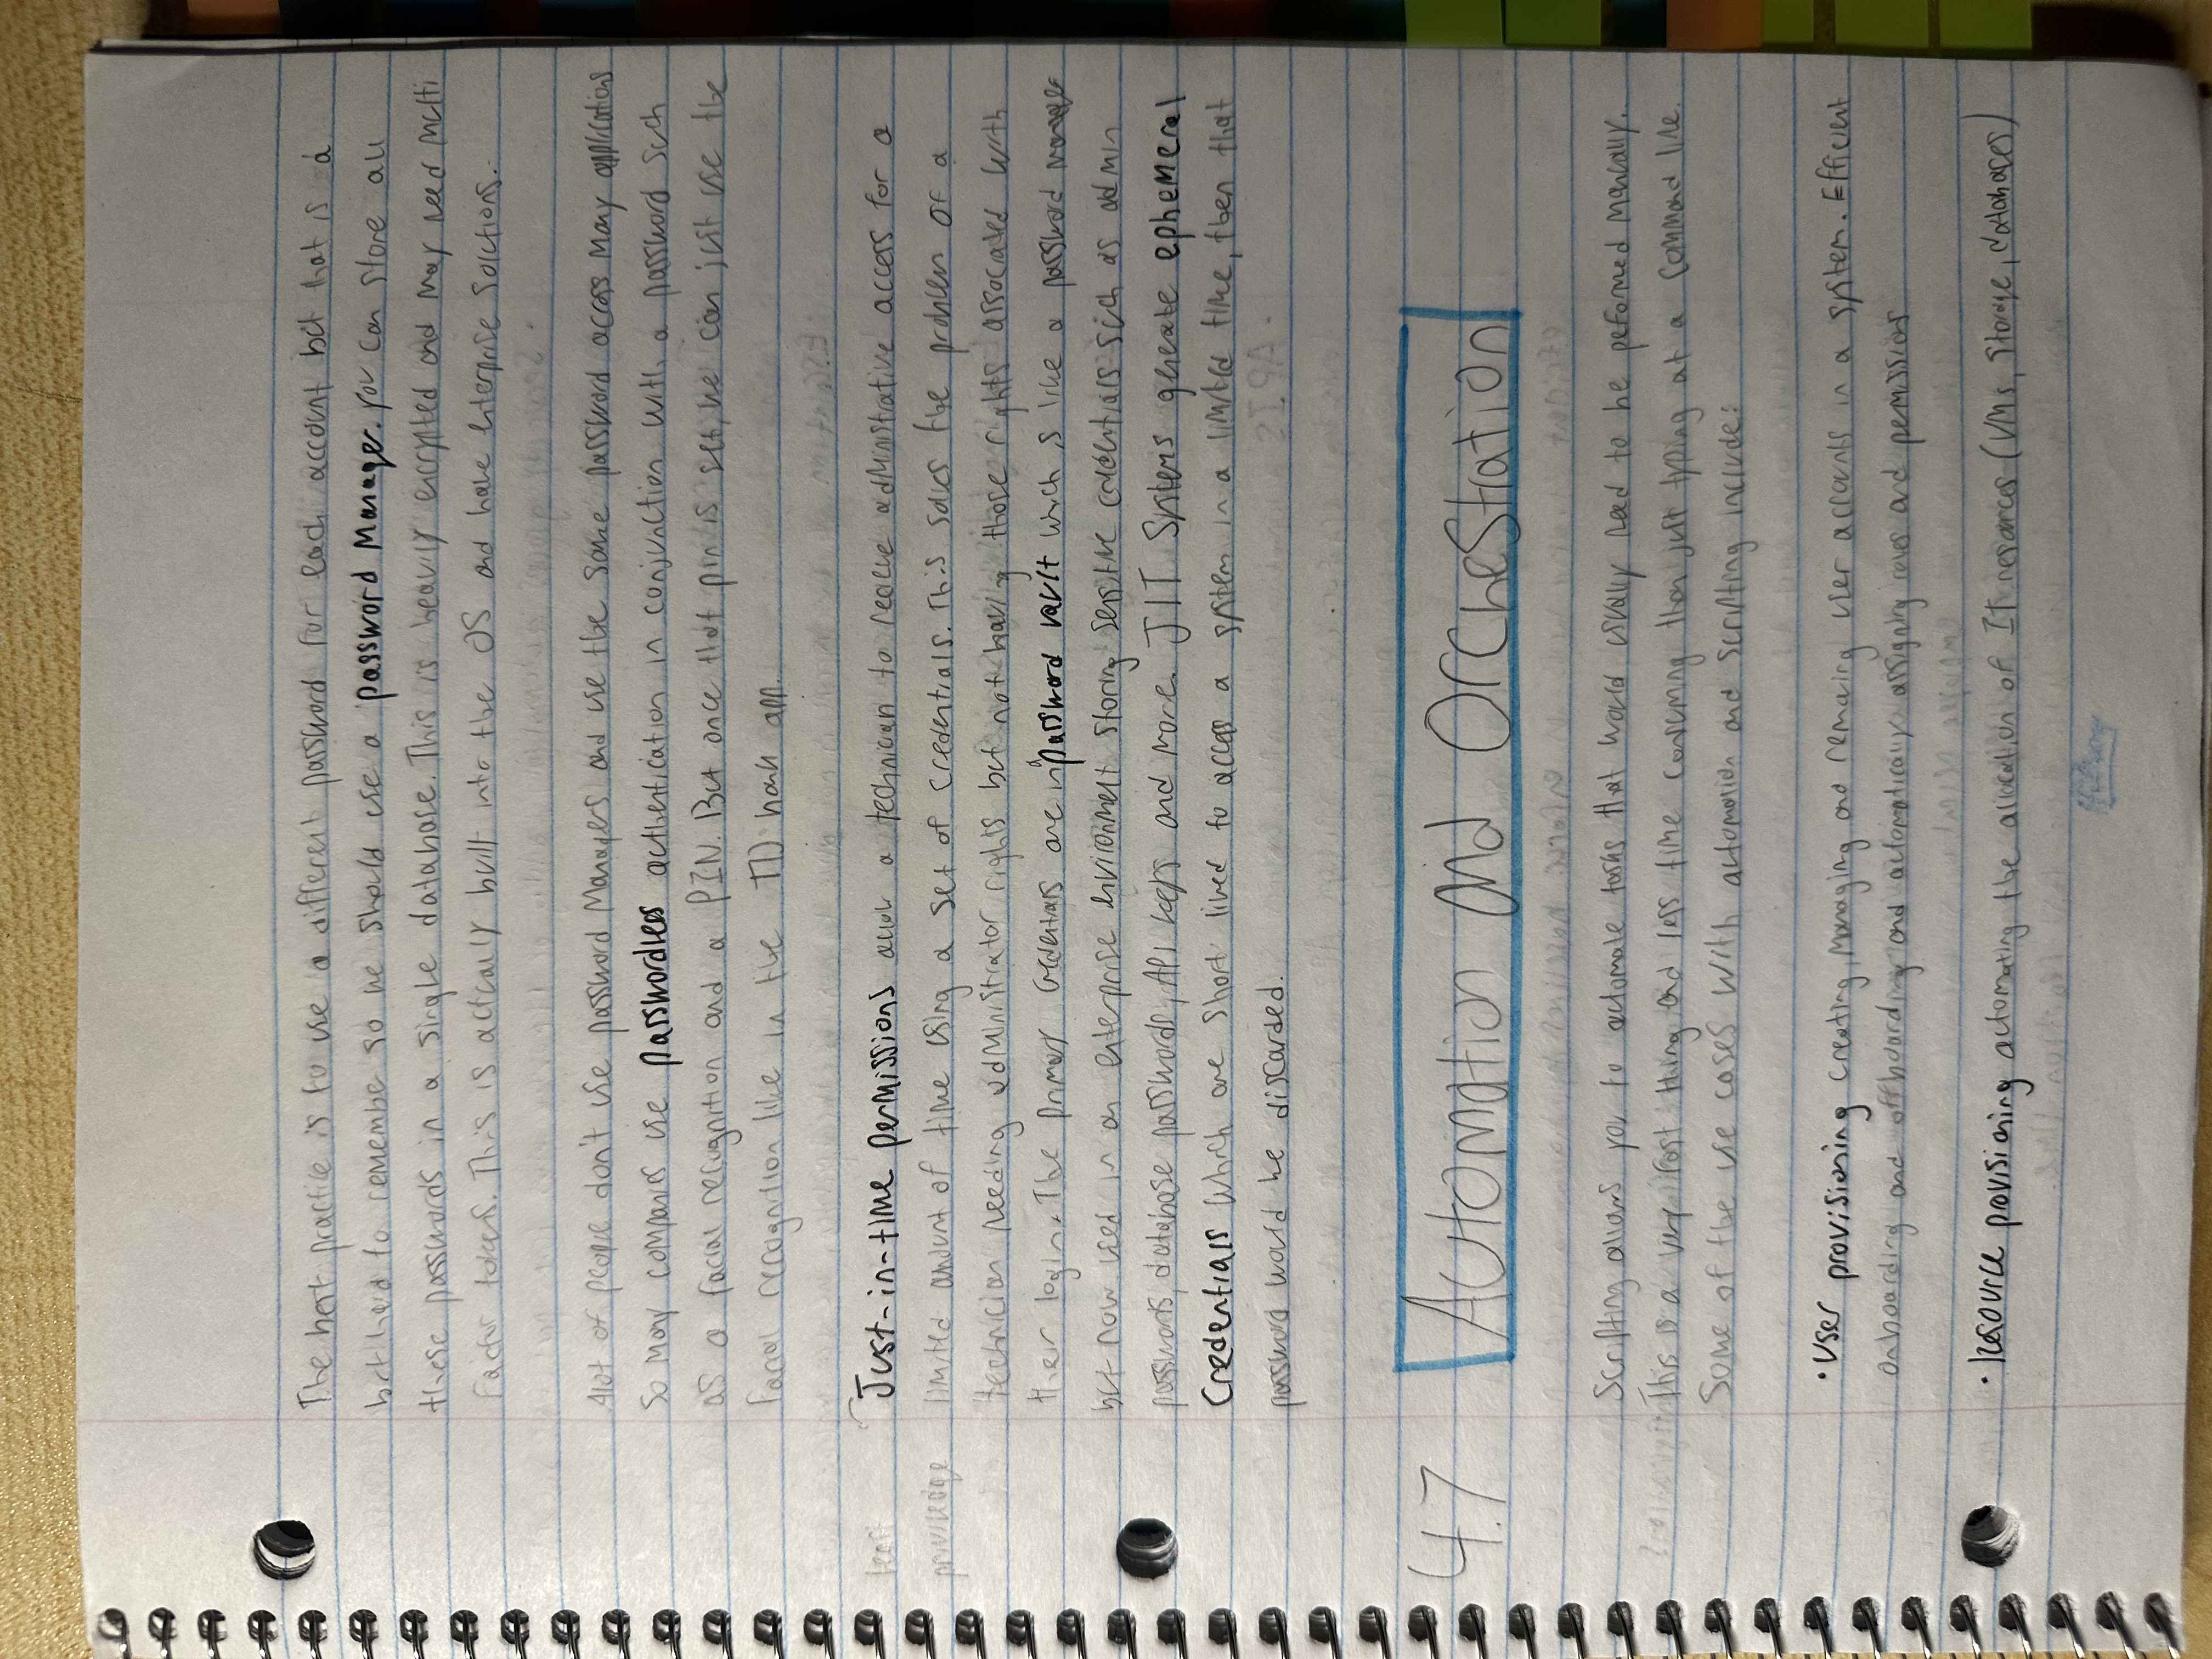 The best practice is to use a different password for each account but that is a
bit hard to remember so we should use a password Manager. You can store all
these passwords in a single database. This is heavily encrypted and may need multi
factor tokens. This is actually built into the OS and have enterprise solutions.
Alot of people don't use password Managers and use the same password across many applications
So many companies use passwordless authentication in conjunction with a password such
as a facial recognition and a PIN. But once that pin is set, we can just use the
facial recognition like in the TD bank app.
least
privilege
Just-in-time permissions allow a technician to receive administrative access for a
limited amount of time using a set of credentials. This solves the problem of a
technician needing administrator rights but not having those rights associated with
their login. The primary credentials are in a password vault which is like a password manager
but now used in an enterprise environment storing sensitive credentials such as admin
passwords, database passwords, API keys and more. JIT Systems generate ephemeral
Credentials which are short lived to access a system in a limited time, then that
password would be discarded.
4.7 Automation and Orchestration
Scripting allows you to automate tasks that would usually need to be peformed manually.
This is a very fast thing and less time consuming than just typing at a command line.
Some of the use cases with automation and scripting include:
· User provisioning creating, managing and removing user accounts in a system. Efficient
onboarding and offboarding and automatically assigning roles and permissions
· Resource provisioning automating the allocation of IT resources (VMs, Storage, databases)